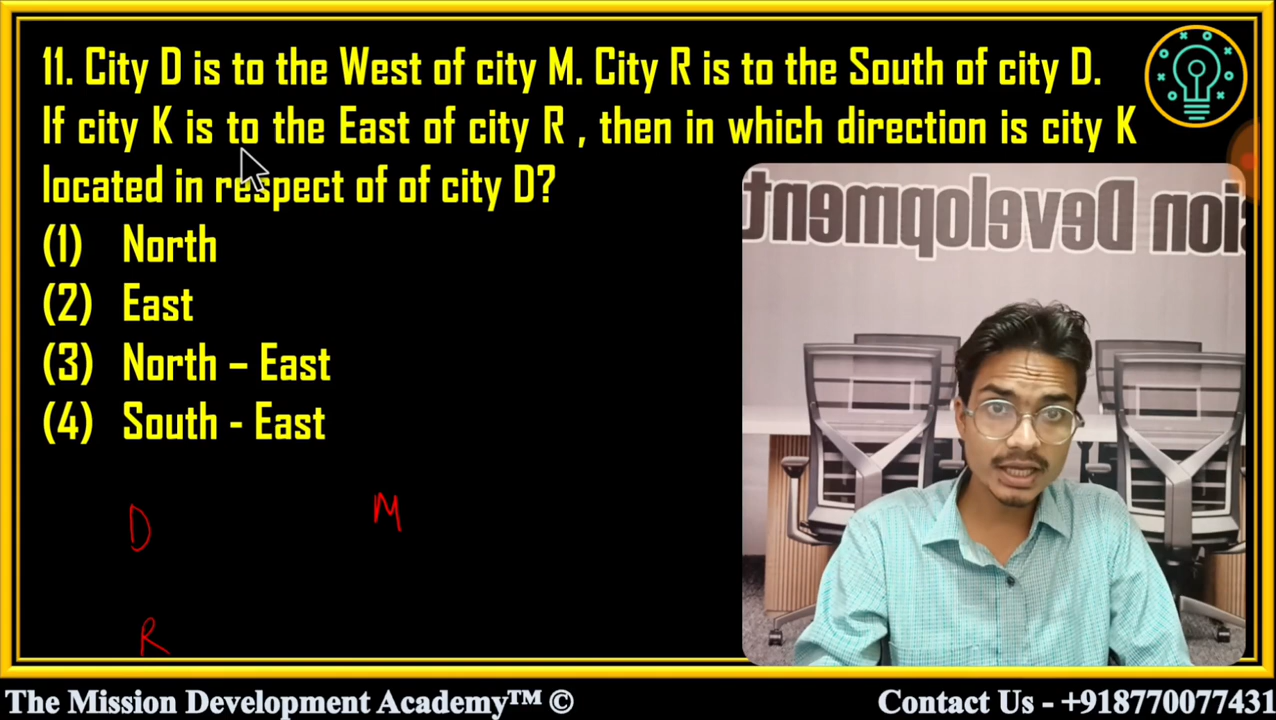 11. City D is to the West of city M. City R is to the South of city D.
If city K is to the East of city R , then in which direction is city K
located in respect of of city D?
(1) North
(2) East
(3) North – East
(4) South - East
ion Development
D M
R
The Mission Development Academy™ © Contact Us - +918770077431